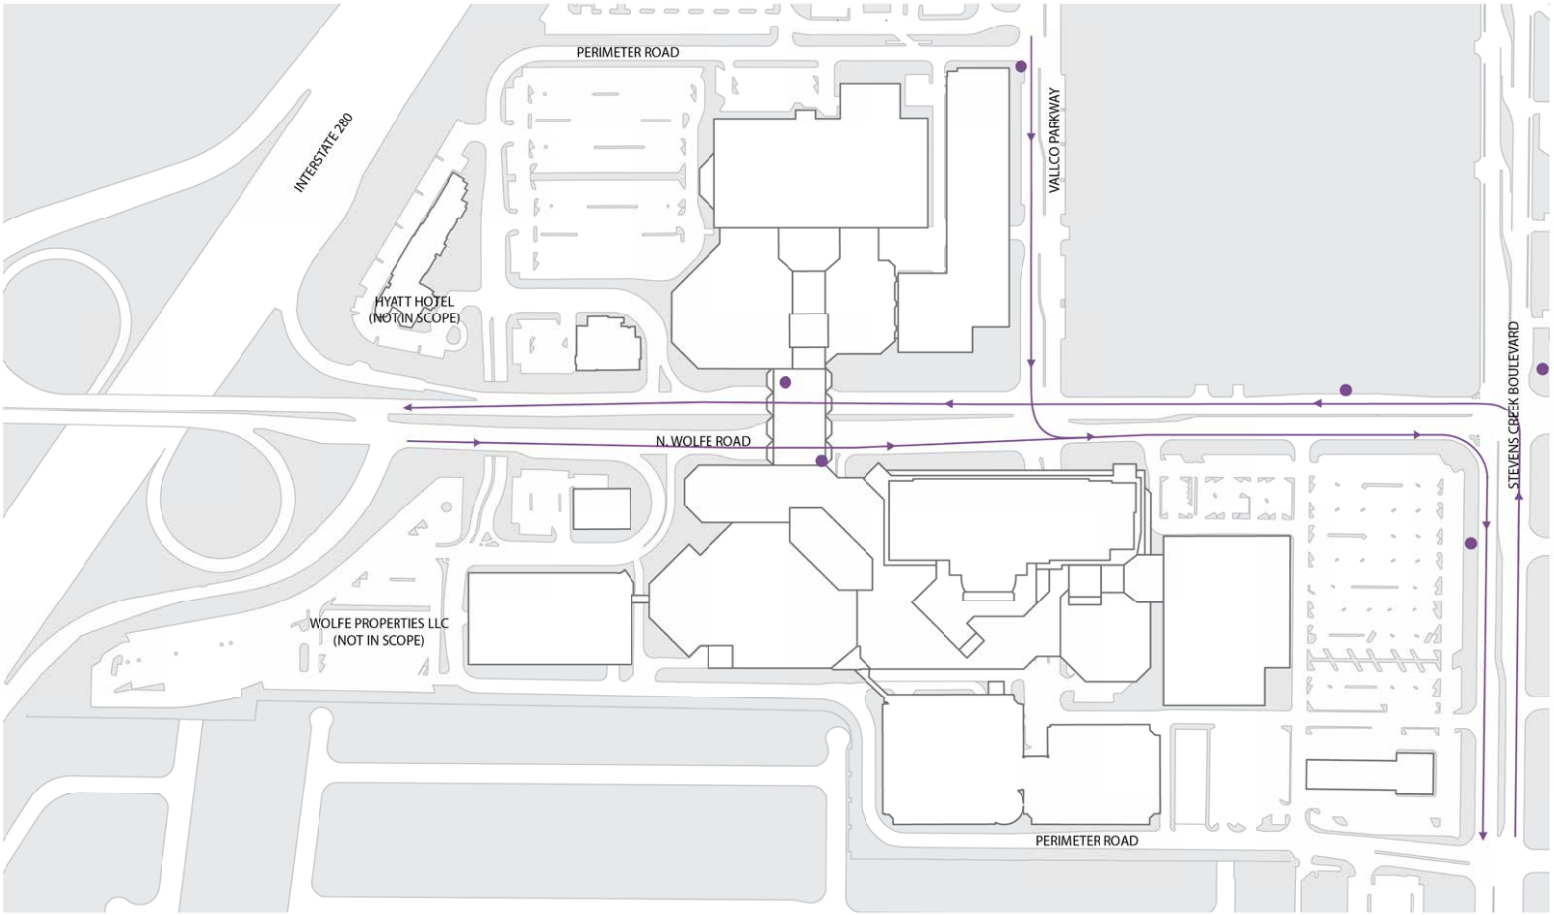 PERIMETER ROAD
INTERSTATE 280
VALLCO PARKWAY
HYATT HOTEL
(NOT IN SCOPE)
STEVENS CREEK BOULEVARD
N. WOLFE ROAD
WOLFE PROPERTIES LLC
(NOT IN SCOPE)
PERIMETER ROAD